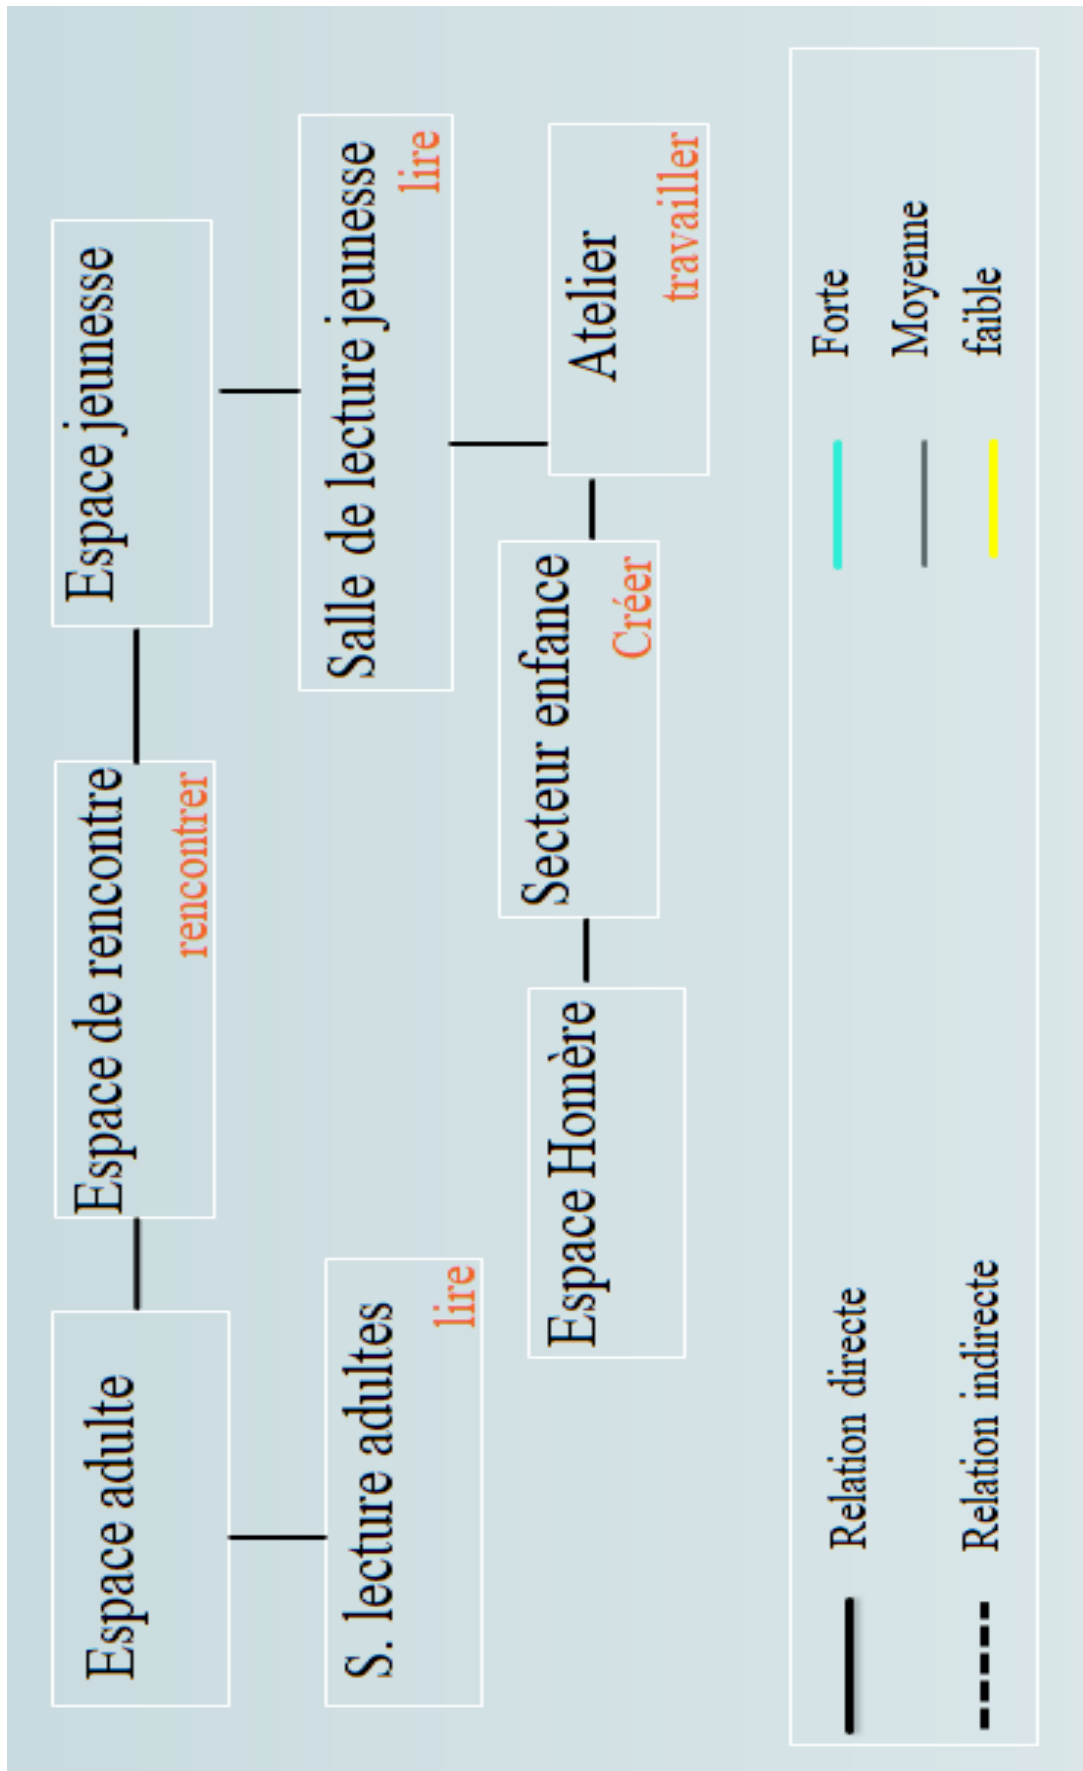 Espace adulte
Espace de rencontre
rencontrer
Espace jeunesse
S. lecture adultes
lire
Salle de lecture jeunesse
lire
Espace Homère
Secteur enfance
Créer
Atelier
travailler
Relation directe
Forte
Moyenne
Relation indirecte
faible